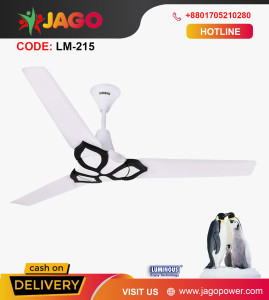 JAGO
+8801705210280
HOTLINE
CODE: LM-215
cash on
DELIVERY
LUMINOUS
VISIT US
www.jagopower.com